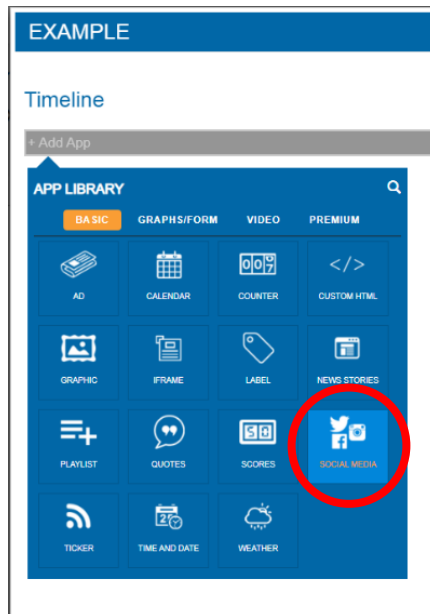 EXAMPLE
Timeline
+ Add App
APP LIBRARY
BASIC GRAPHS/FORM VIDEO PREMIUM
AD CALENDAR COUNTER CUSTOM HTML
GRAPHIC IFRAME LABEL NEWS STORIES
PLAYLIST QUOTES SCORES SOCIAL MEDIA
TICKER TIME AND DATE WEATHER